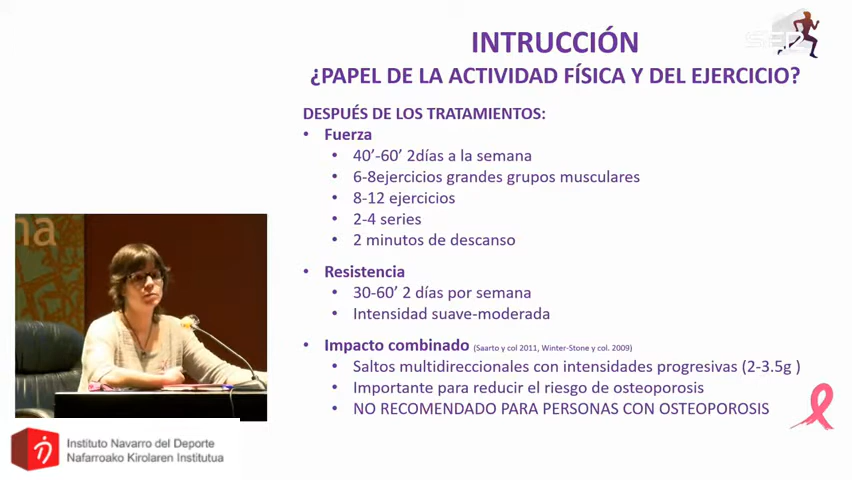 INTRUCCIÓN
¿PAPEL DE LA ACTIVIDAD FÍSICA Y DEL EJERCICIO?
SER
DESPUÉS DE LOS TRATAMIENTOS:
• Fuerza
• 40’-60’ 2días a la semana
• 6-8ejercicios grandes grupos musculares
• 8-12 ejercicios
• 2-4 series
• 2 minutos de descanso
• Resistencia
• 30-60’ 2 días por semana
• Intensidad suave-moderada
• Impacto combinado (Saarto y col 2011, Winter-Stone y col. 2009)
• Saltos multidireccionales con intensidades progresivas (2-3.5g )
• Importante para reducir el riesgo de osteoporosis
• NO RECOMENDADO PARA PERSONAS CON OSTEOPOROSIS
na
Instituto Navarro del Deporte
Nafarroako Kirolaren Institutua